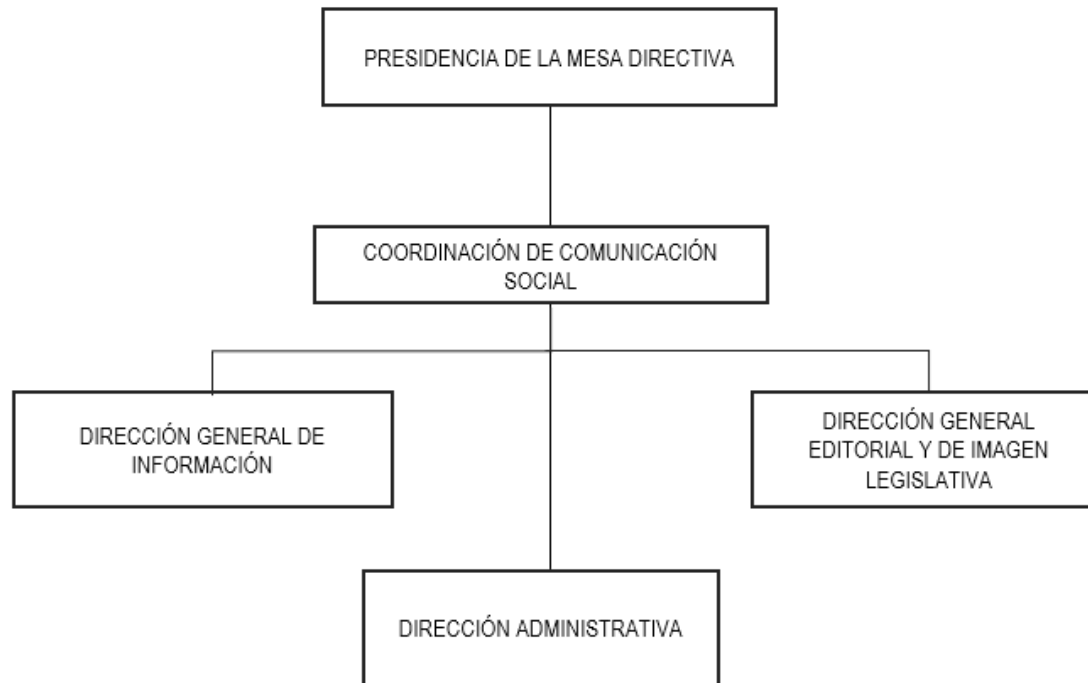 PRESIDENCIA DE LA MESA DIRECTIVA
COORDINACIÓN DE COMUNICACIÓN
SOCIAL
DIRECCIÓN GENERAL DE
INFORMACIÓN
DIRECCIÓN GENERAL
EDITORIAL Y DE IMAGEN
LEGISLATIVA
DIRECCIÓN ADMINISTRATIVA